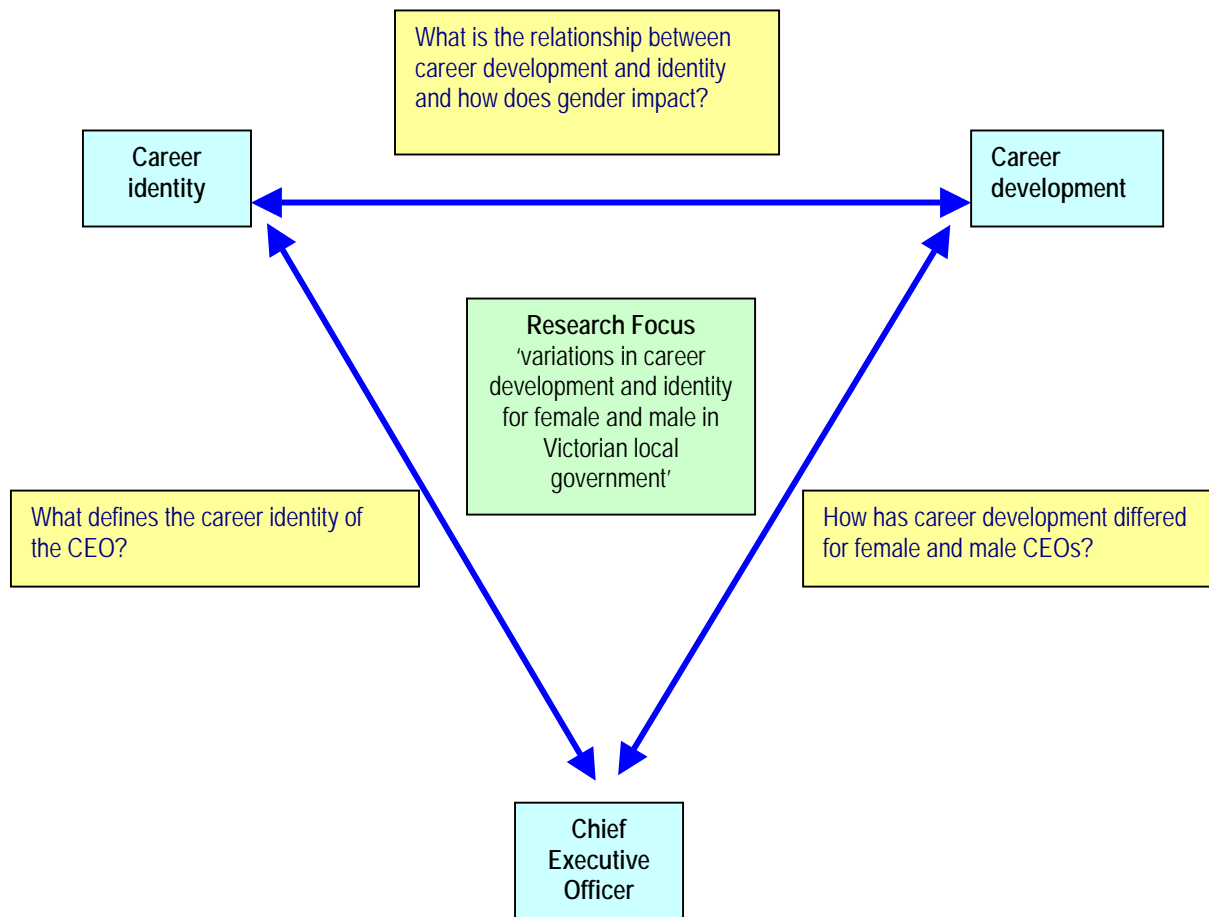 What is the relationship between
career development and identity
and how does gender impact?
Career
identity
Career
development
Research Focus
‘variations in career
development and identity
for female and male in
Victorian local
government’
What defines the career identity of
the CEO?
How has career development differed
for female and male CEOs?
Chief
Executive
Officer